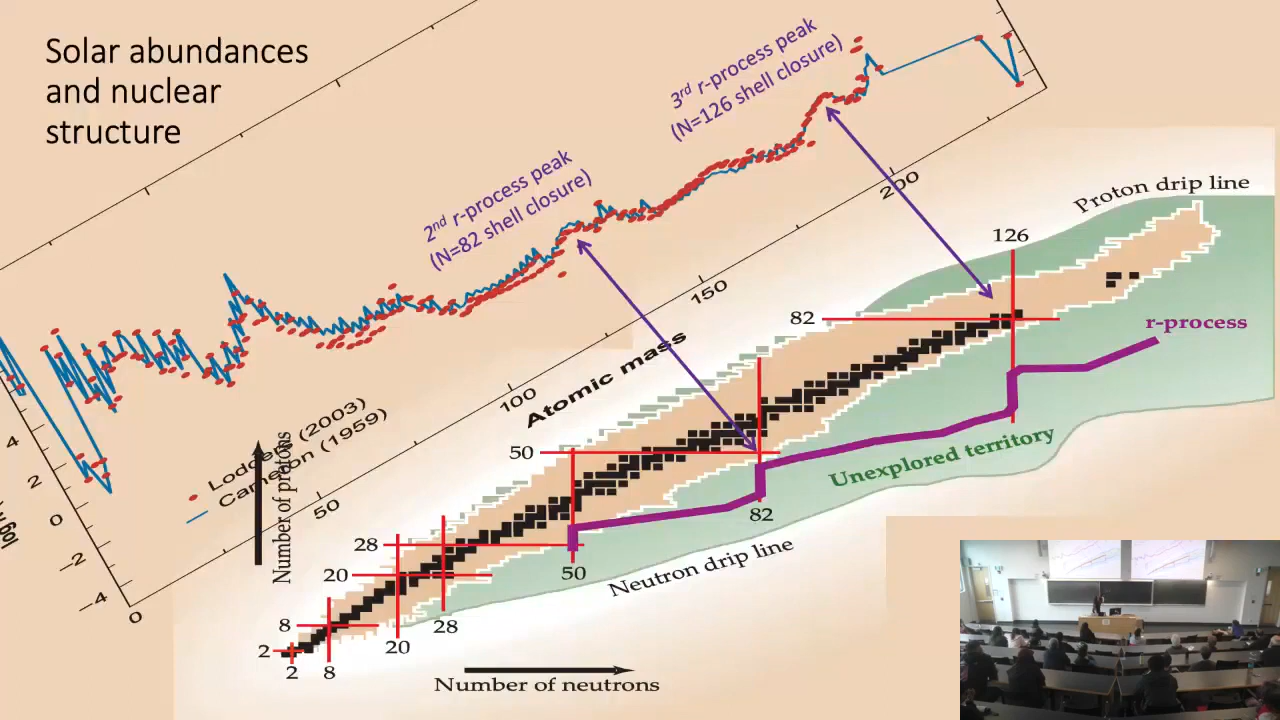 Solar abundances
and nuclear
structure
3rd r-process peak
(N=126 shell closure)
2nd r-process peak
(N=82 shell closure)
Proton drip line
126
82
r-process
200
150
100
50
0
Atomic mass
Unexplored territory
50
82
Neutron drip line
28
50
20
8
28
20
2
2
8
Number of protons
Number of neutrons
Lodders (2003)
Cameron (1959)
4
2
0
−2
−4